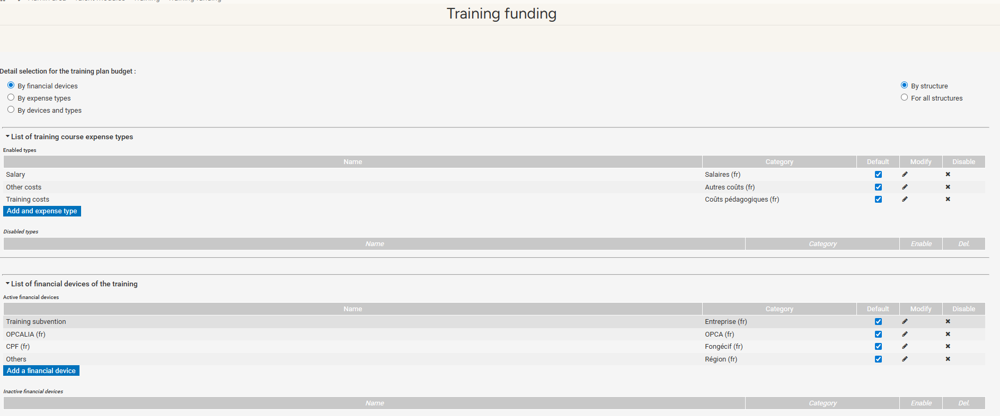 Training funding
Detail selection for the training plan budget :
By financial devices
By structure
By expense types
For all structures
By devices and types
List of training course expense types
Enabled types
Name Category Default Modify Disable
Salary Salaires (fr)
Other costs Autres coûts (fr)
Training costs Coûts pédagogiques (fr)
Add and expense type
Disabled types
Name Category Enable Del.
List of financial devices of the training
Active financial devices
Name Category Default Modify Disable
Training subvention Entreprise (fr)
OPCALIA (fr) OPCA (fr)
CPF (fr) Fongécif (fr)
Others Région (fr)
Add a financial device
Inactive financial devices
Name Category Enable Del.